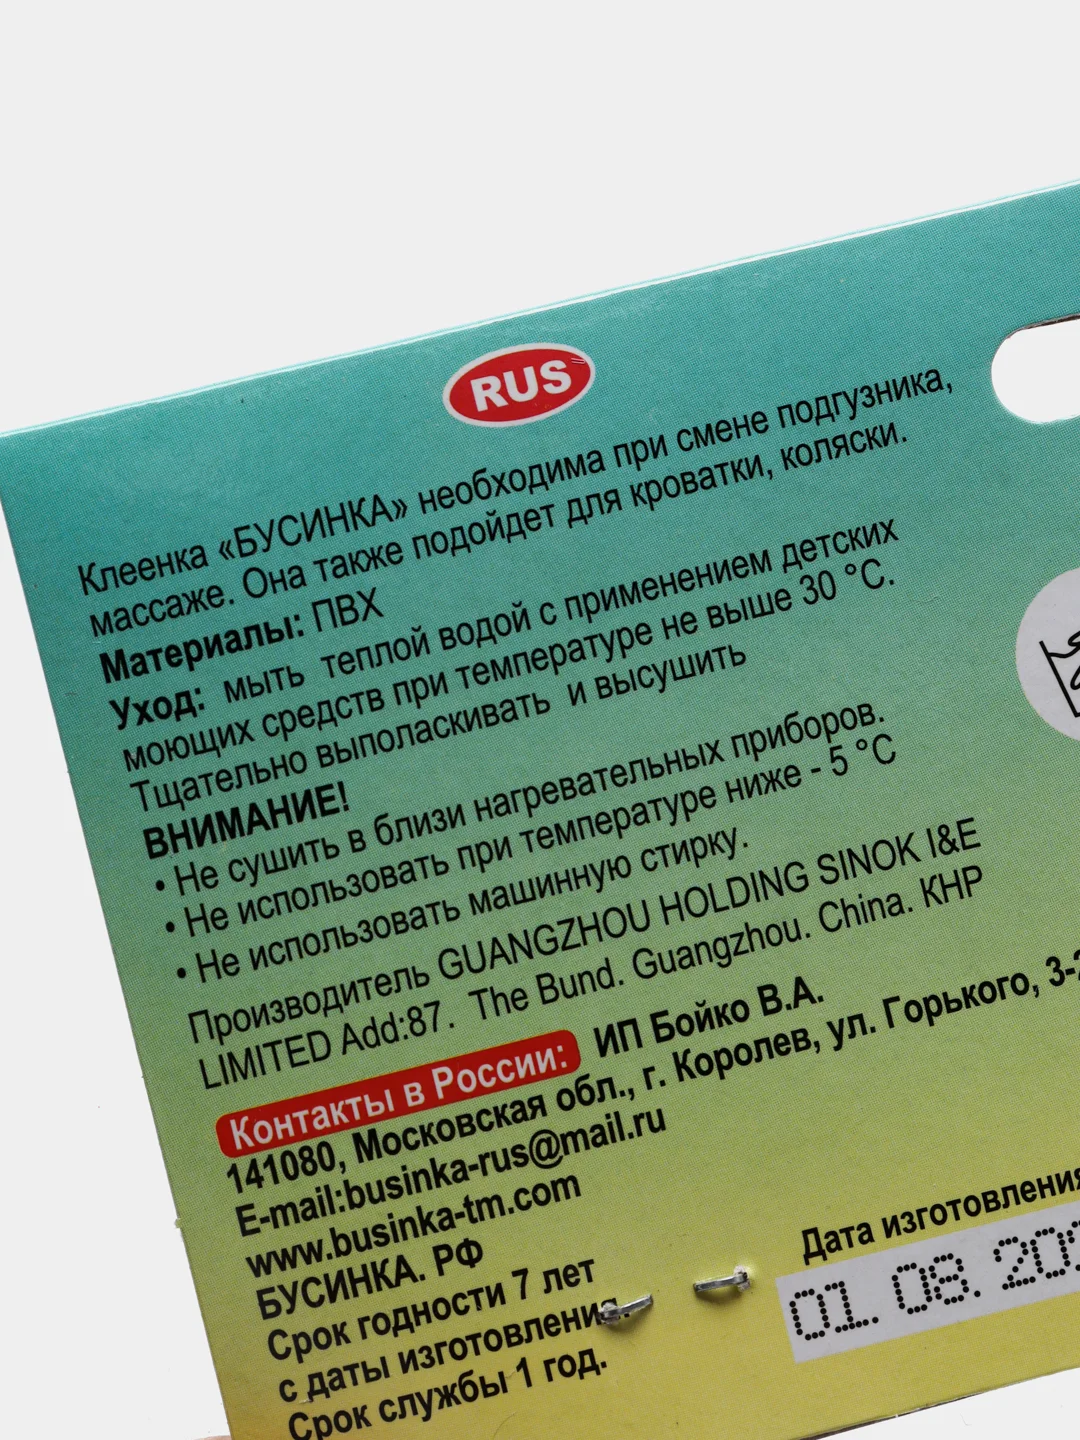 RUS
Клеенка «БУСИНКА» необходима при смене подгузника,
массаже. Она также подойдет для кроватки, коляски.
Материалы: ПВХ
Уход: мыть теплой водой с применением детских
моющих средств при температуре не выше 30 °C.
Тщательно выполаскивать и высушить
ВНИМАНИЕ!
• Не сушить в близи нагревательных приборов.
• Не использовать при температуре ниже - 5 °C
• Не использовать машинную стирку.
Производитель GUANGZHOU HOLDING SINOK I&E
LIMITED Add:87. The Bund. Guangzhou. China. КНР
Контакты в России: ИП Бойко В.А.
141080, Московская обл., г. Королев, ул. Горького, 3-2
E-mail:businka-rus@mail.ru
www.businka-tm.com
БУСИНКА. РФ
Срок годности 7 лет
с даты изготовления.
Срок службы 1 год.
Дата изготовления
01. 08. 202